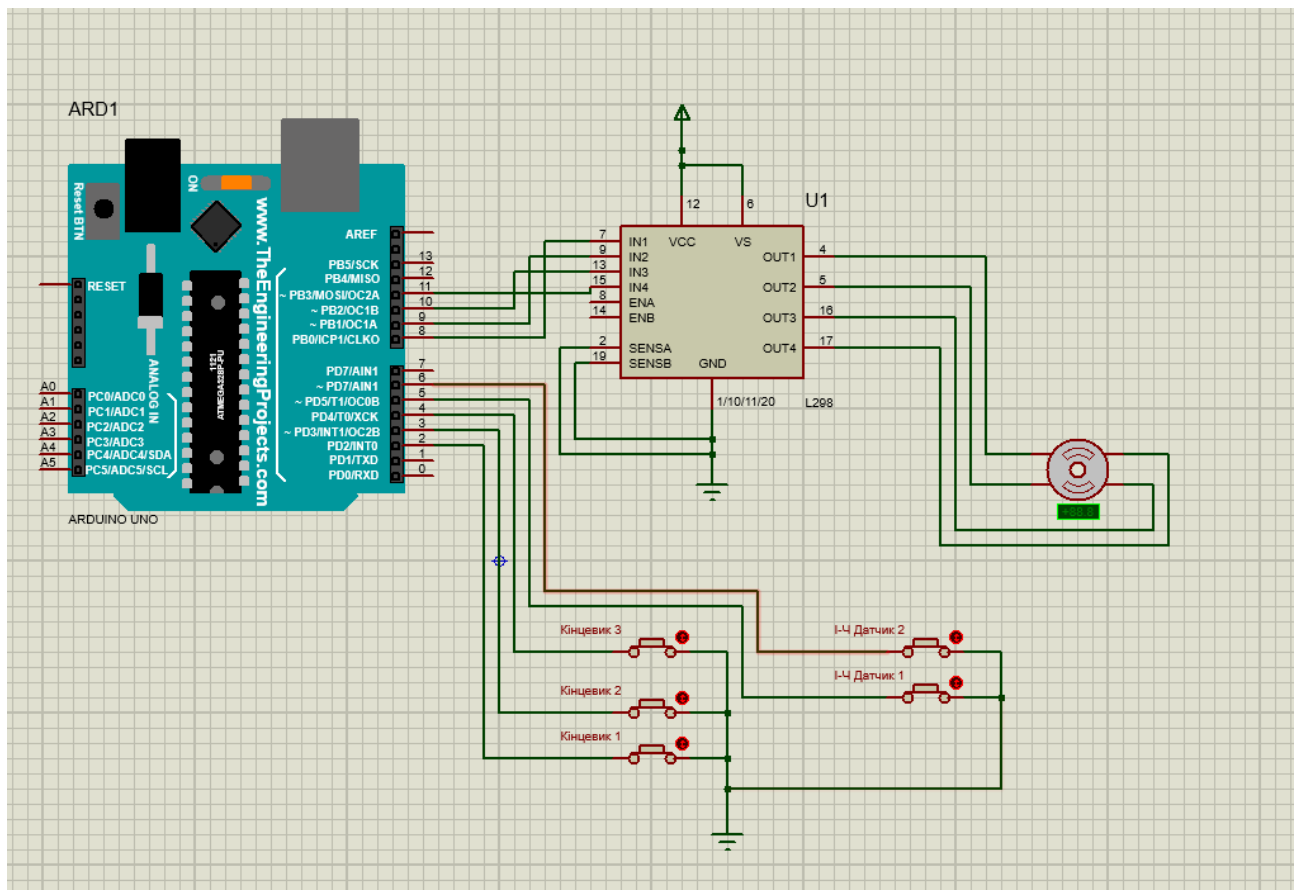 ARD1
ON
Reset BTN
www.TheEngineeringProjects.com
AREF
PB5/SCK 13
PB4/MISO 12
~ PB3/MOSI/OC2A 11
~ PB2/OC1B 10
~ PB1/OC1A 9
PB0/ICP1/CLKO 8
RESET
ANALOG IN
1121
ATMEGA328P-PU
PD7/AIN1 7
~ PD7/AIN1 6
~ PD5/T1/OC0B 5
PD4/T0/XCK 4
~ PD3/INT1/OC2B 3
PD2/INT0 2
PD1/TXD 1
PD0/RXD 0
A0 PC0/ADC0
A1 PC1/ADC1
A2 PC2/ADC2
A3 PC3/ADC3
A4 PC4/ADC4/SDA
A5 PC5/ADC5/SCL
ARDUINO UNO
U1
12 6
VCC VS
7 IN1
9 IN2
13 IN3
15 IN4
8 ENA
14 ENB
2 SENSA
19 SENSB
GND
OUT1 4
OUT2 5
OUT3 16
OUT4 17
1/10/11/20
L298
+88.8
Кінцевик 3
І-Ч Датчик 2
І-Ч Датчик 1
Кінцевик 2
Кінцевик 1